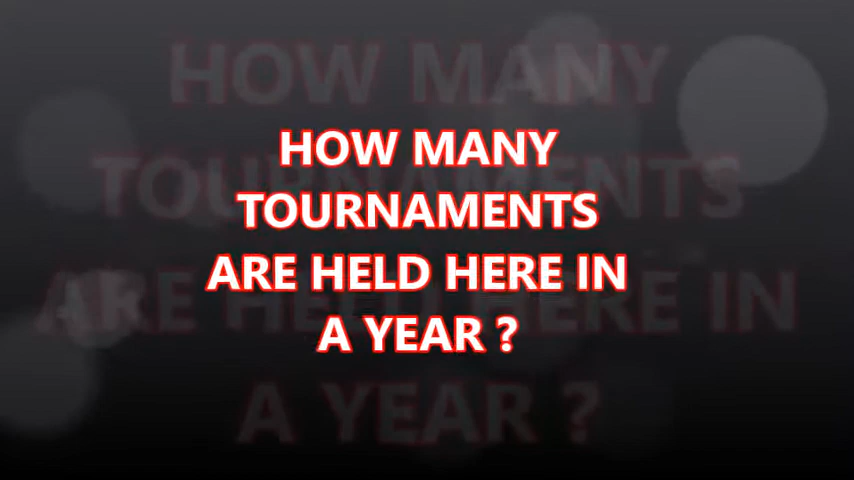 HOW MANY
TOURNAMENTS
ARE HELD HERE IN
A YEAR ?